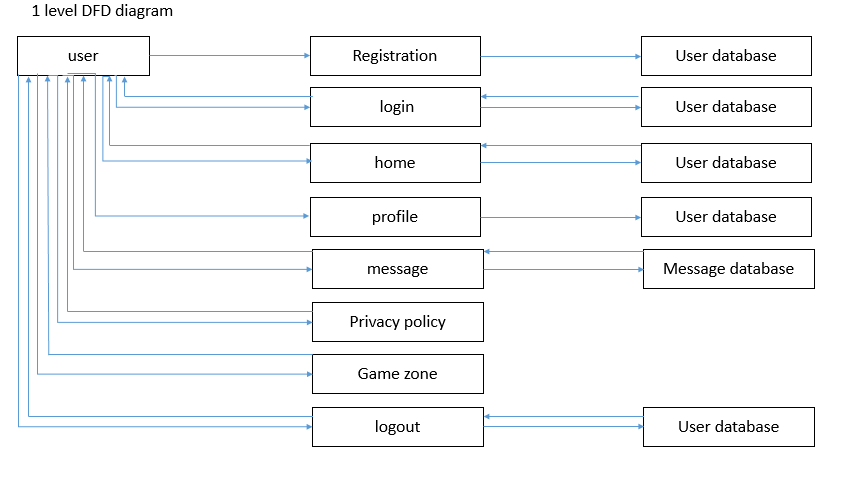 1 level DFD diagram
user
Registration
User database
login
User database
home
User database
profile
User database
message
Message database
Privacy policy
Game zone
logout
User database